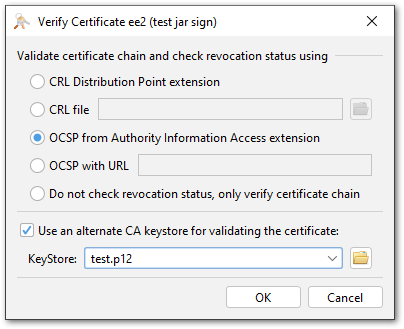 Verify Certificate ee2 (test jar sign)
Validate certificate chain and check revocation status using
CRL Distribution Point extension
CRL file
OCSP from Authority Information Access extension
OCSP with URL
Do not check revocation status, only verify certificate chain
Use an alternate CA keystore for validating the certificate:
KeyStore: test.p12
OK Cancel